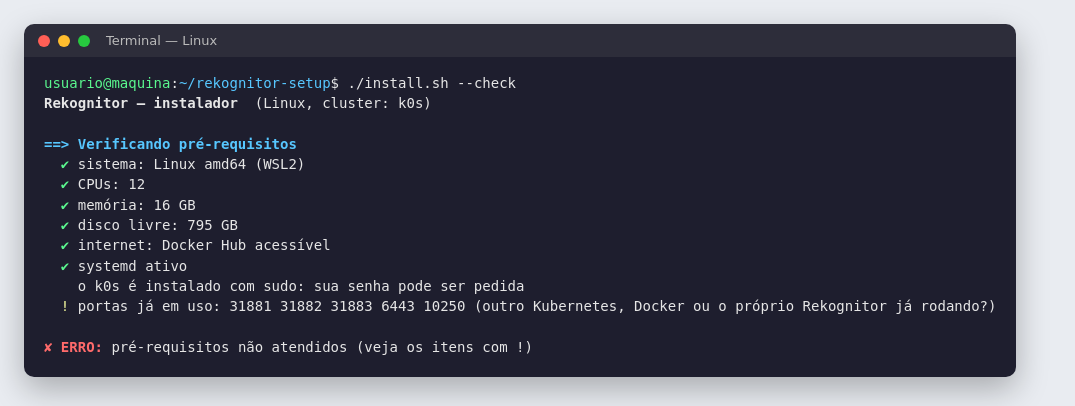 Terminal — Linux
usuario@maquina:~/rekognitor-setup$ ./install.sh --check
Rekognitor — instalador  (Linux, cluster: k0s)
==> Verificando pré-requisitos
✔ sistema: Linux amd64 (WSL2)
✔ CPUs: 12
✔ memória: 16 GB
✔ disco livre: 795 GB
✔ internet: Docker Hub acessível
✔ systemd ativo
o k0s é instalado com sudo: sua senha pode ser pedida
! portas já em uso: 31881 31882 31883 6443 10250 (outro Kubernetes, Docker ou o próprio Rekognitor já rodando?)
✘ ERRO: pré-requisitos não atendidos (veja os itens com !)